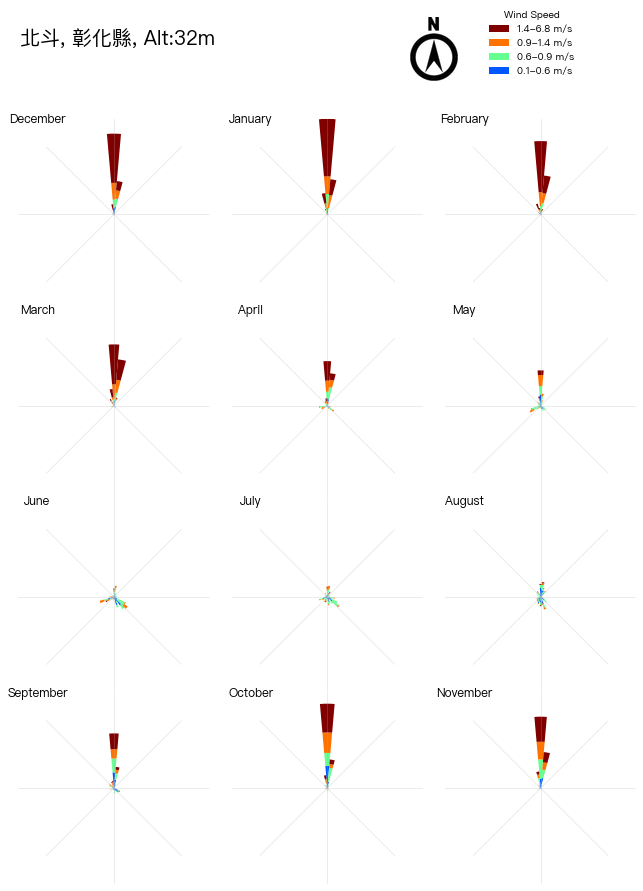 北斗, 彰化縣, Alt:32m
N
Wind Speed
1.4–6.8 m/s
0.9–1.4 m/s
0.6–0.9 m/s
0.1–0.6 m/s
December
January
February
March
April
May
June
July
August
September
October
November